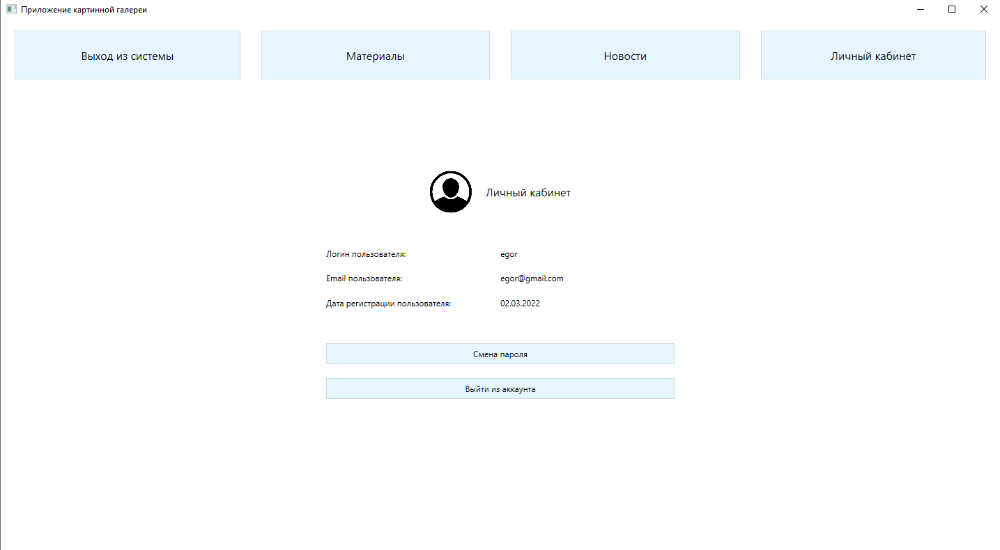 Приложение картинной галереи
Выход из системы
Материалы
Новости
Личный кабинет
Личный кабинет
Логин пользователя: egor
Email пользователя: egor@gmail.com
Дата регистрации пользователя: 02.03.2022
Смена пароля
Выйти из аккаунта